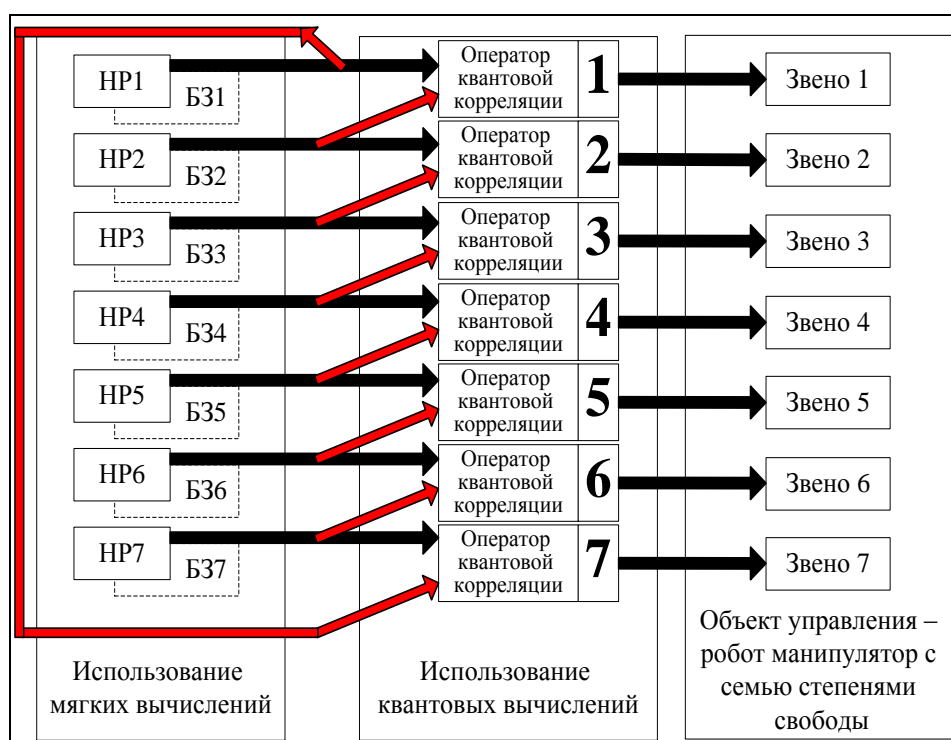 НР1
БЗ1
Оператор
квантовой
корреляции
1
Звено 1
НР2
БЗ2
Оператор
квантовой
корреляции
2
Звено 2
НР3
БЗ3
Оператор
квантовой
корреляции
3
Звено 3
НР4
БЗ4
Оператор
квантовой
корреляции
4
Звено 4
НР5
БЗ5
Оператор
квантовой
корреляции
5
Звено 5
НР6
БЗ6
Оператор
квантовой
корреляции
6
Звено 6
НР7
БЗ7
Оператор
квантовой
корреляции
7
Звено 7
Использование
мягких вычислений
Использование
квантовых вычислений
Объект управления –
робот манипулятор с
семью степенями
свободы